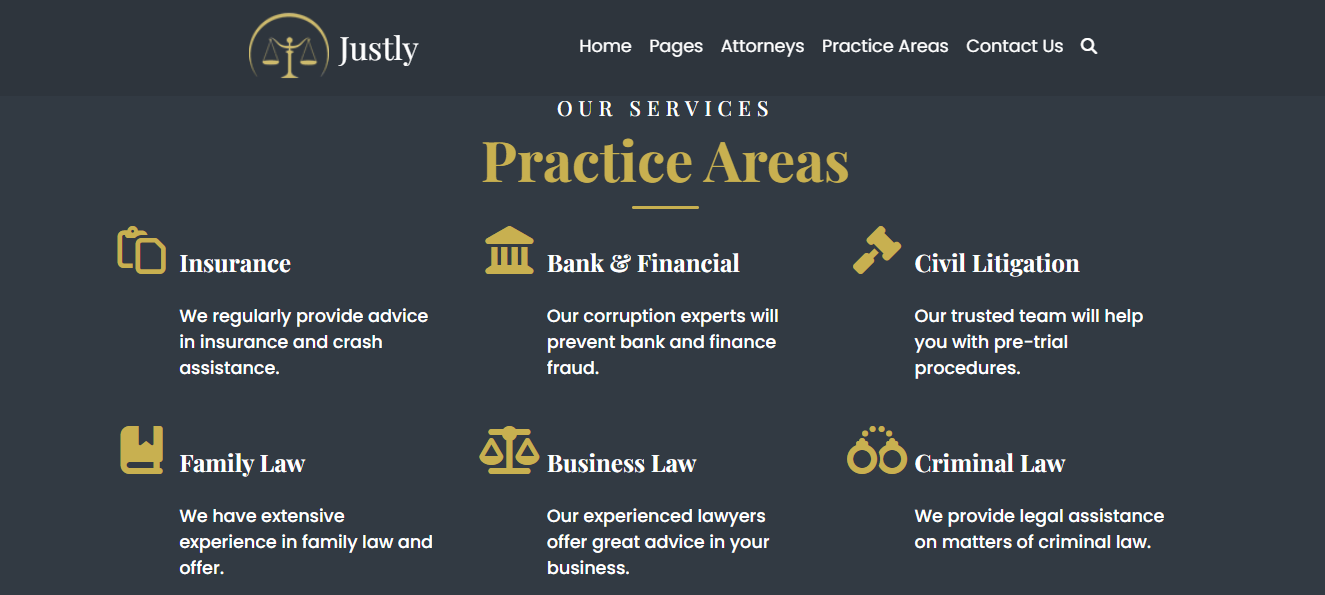 Justly
Home Pages Attorneys Practice Areas Contact Us
OUR SERVICES
Practice Areas
Insurance
We regularly provide advice
in insurance and crash
assistance.
Bank & Financial
Our corruption experts will
prevent bank and finance
fraud.
Civil Litigation
Our trusted team will help
you with pre-trial
procedures.
Family Law
We have extensive
experience in family law and
offer.
Business Law
Our experienced lawyers
offer great advice in your
business.
Criminal Law
We provide legal assistance
on matters of criminal law.